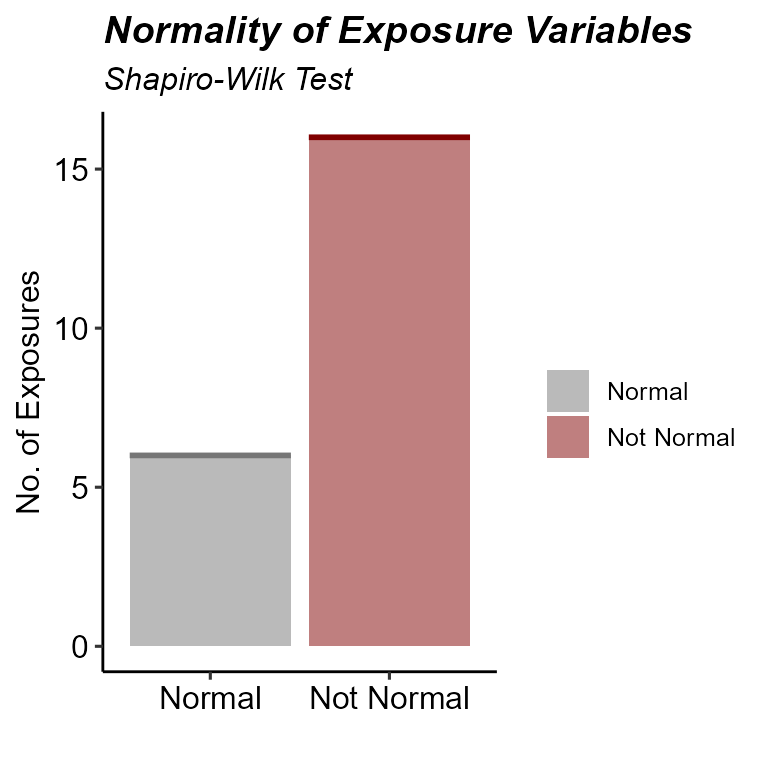 Normality of Exposure Variables
Shapiro-Wilk Test
No. of Exposures
15
10
5
0
Normal
Not Normal
Normal
Not Normal